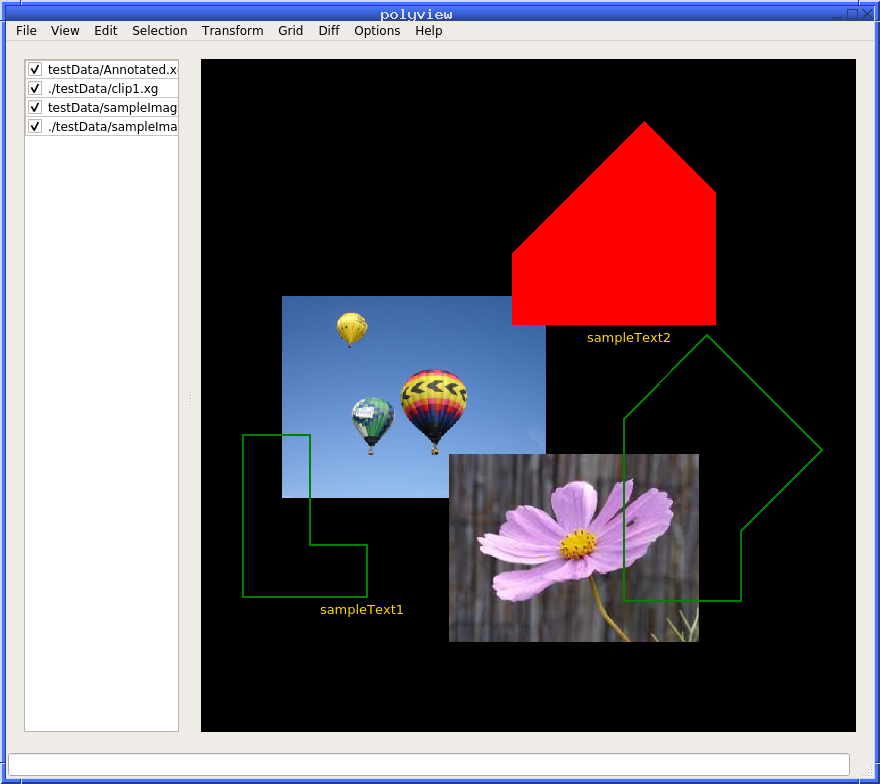 polyview
File View Edit Selection Transform Grid Diff Options Help
testData/Annotated.x
./testData/clip1.xg
testData/sampleImag
./testData/sampleIma
sampleText2
sampleText1